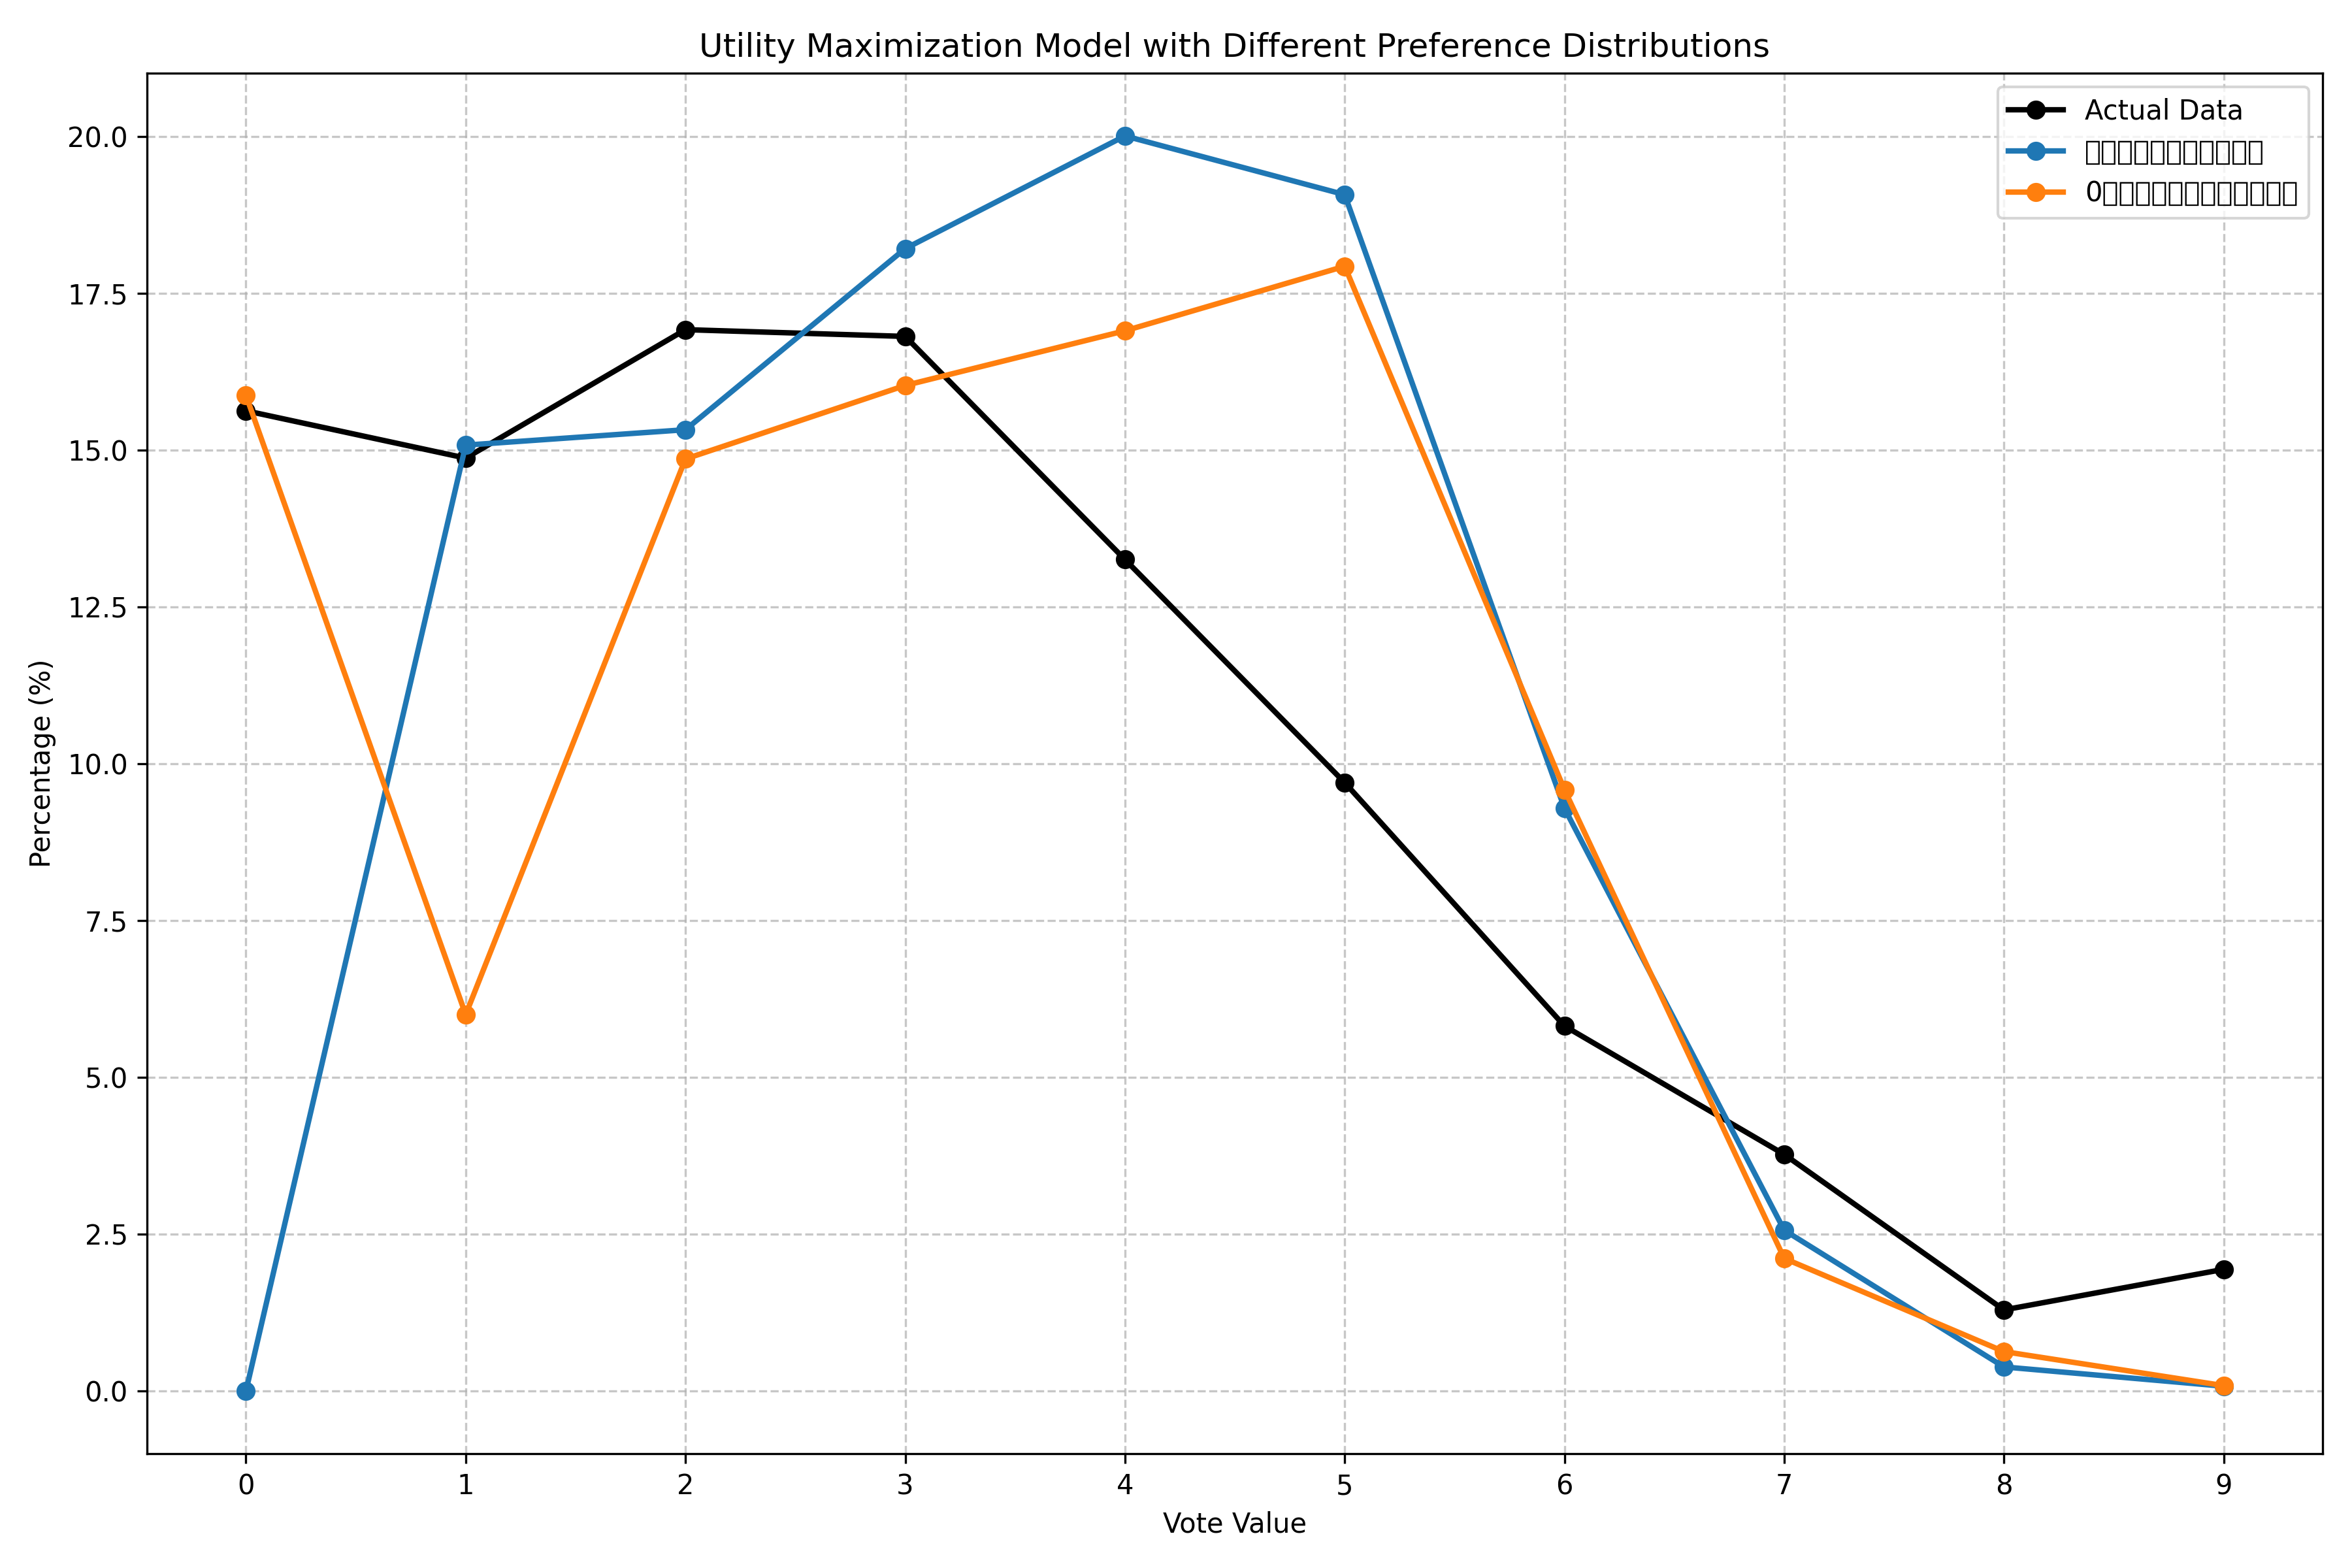 Utility Maximization Model with Different Preference Distributions
Actual Data
0
Percentage (%)
20.0
17.5
15.0
12.5
10.0
7.5
5.0
2.5
0.0
0 1 2 3 4 5 6 7 8 9
Vote Value